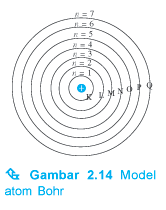 n = 7
n = 6
n = 5
n = 4
n = 3
n = 2
n = 1
+
K L M N O P Q
Gambar 2.14 Model
atom Bohr